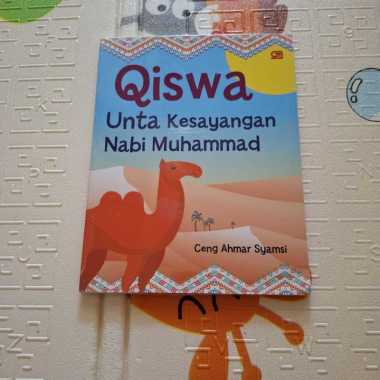 Qiswa
Unta Kesayangan
Nabi Muhammad
Ceng Ahmar Syamsi